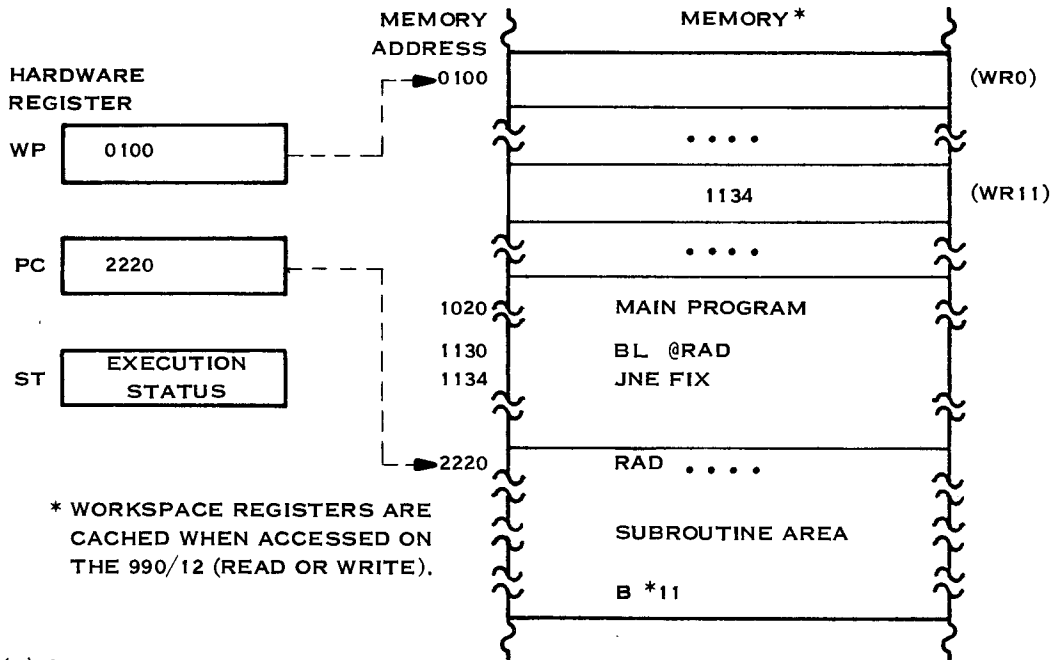 MEMORY ADDRESS
MEMORY *
HARDWARE REGISTER
0100
(WR0)
WP 0100
. . . .
1134
(WR11)
PC 2220
. . . .
1020 MAIN PROGRAM
1130 BL @RAD
1134 JNE FIX
ST EXECUTION STATUS
2220 RAD . . . .
* WORKSPACE REGISTERS ARE
CACHED WHEN ACCESSED ON
THE 990/12 (READ OR WRITE).
SUBROUTINE AREA
B *11